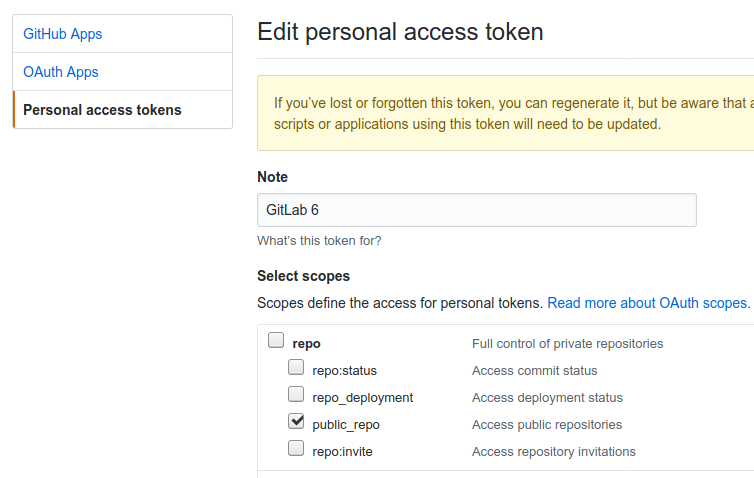 GitHub Apps
OAuth Apps
Personal access tokens
Edit personal access token
If you've lost or forgotten this token, you can regenerate it, but be aware that
scripts or applications using this token will need to be updated.
Note
GitLab 6
What's this token for?
Select scopes
Scopes define the access for personal tokens. Read more about OAuth scopes.
repo Full control of private repositories
repo:status Access commit status
repo_deployment Access deployment status
public_repo Access public repositories
repo:invite Access repository invitations